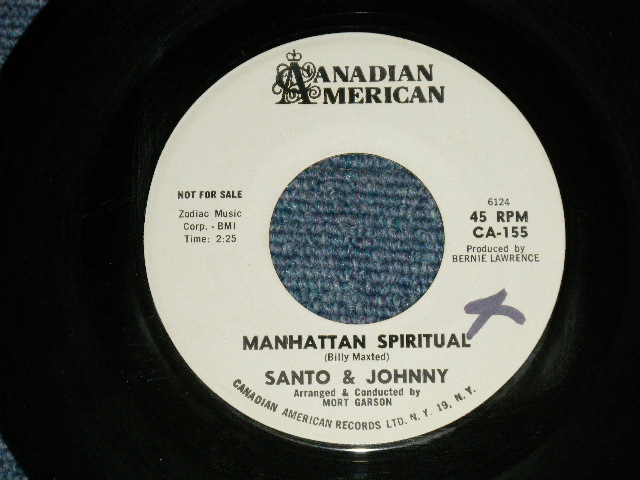 CANADIAN
AMERICAN
NOT FOR SALE
Zodiac Music
Corp. - BMI
Time: 2:25
6124
45 RPM
CA-155
Produced by
BERNIE LAWRENCE
MANHATTAN SPIRITUAL
(Billy Maxted)
SANTO & JOHNNY
Arranged & Conducted by
MORT GARSON
CANADIAN AMERICAN RECORDS LTD. N. Y. 19, N. Y.